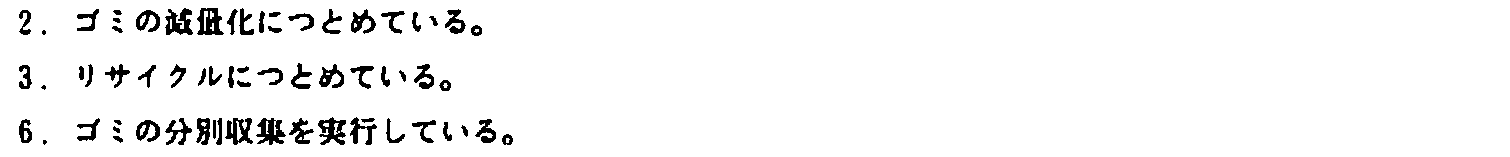 2. ゴミの減量化につとめている。
3. リサイクルにつとめている。
6. ゴミの分別収集を実行している。